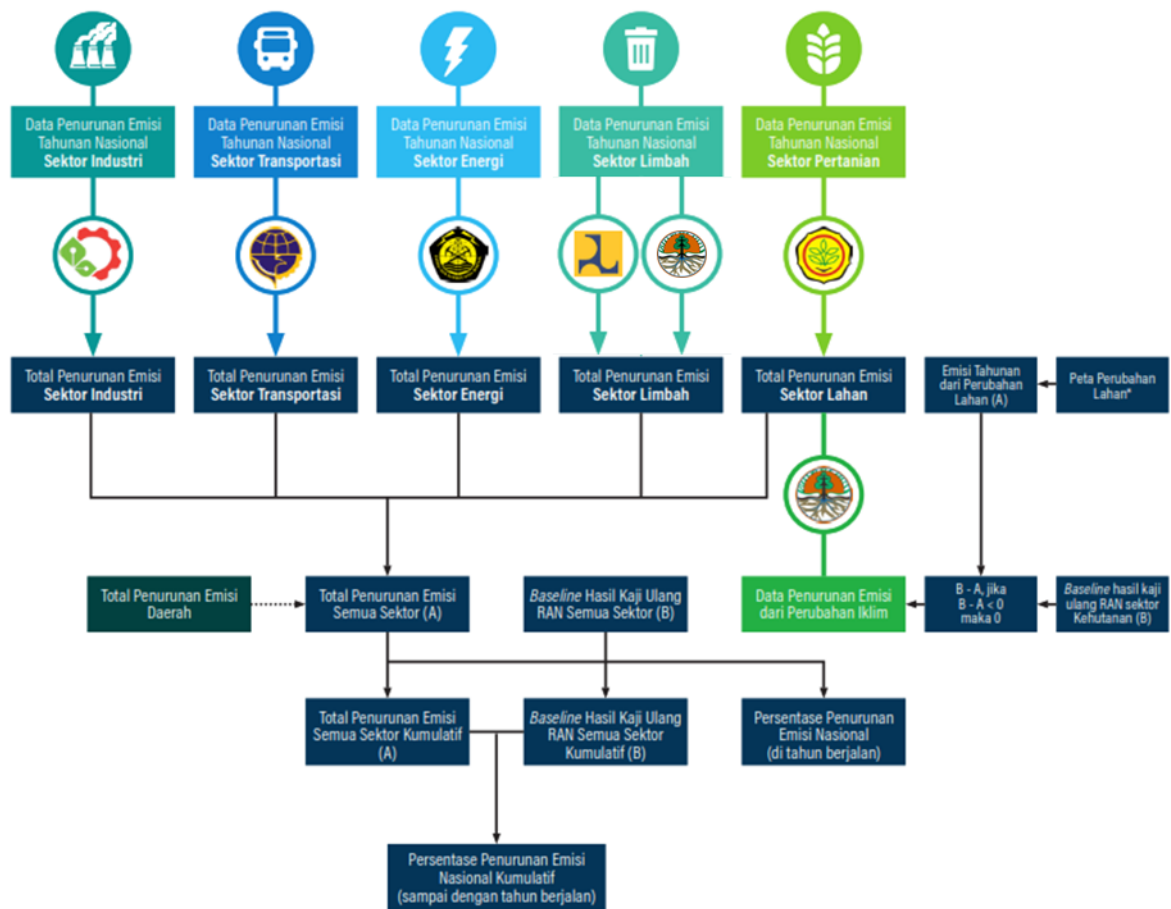 Data Penurunan Emisi
Tahunan Nasional
Sektor Industri
Data Penurunan Emisi
Tahunan Nasional
Sektor Transportasi
Data Penurunan Emisi
Tahunan Nasional
Sektor Energi
Data Penurunan Emisi
Tahunan Nasional
Sektor Limbah
Data Penurunan Emisi
Tahunan Nasional
Sektor Pertanian
Total Penurunan Emisi
Sektor Industri
Total Penurunan Emisi
Sektor Transportasi
Total Penurunan Emisi
Sektor Energi
Total Penurunan Emisi
Sektor Limbah
Total Penurunan Emisi
Sektor Lahan
Emisi Tahunan
dari Perubahan
Lahan (A)
Peta Perubahan
Lahan*
Total Penurunan Emisi
Daerah
Total Penurunan Emisi
Semua Sektor (A)
Baseline Hasil Kaji Ulang
RAN Semua Sektor (B)
Data Penurunan Emisi
dari Perubahan Iklim
B - A, jika
B - A < 0
maka 0
Baseline hasil kaji
ulang RAN sektor
Kehutanan (B)
Total Penurunan Emisi
Semua Sektor Kumulatif
(A)
Baseline Hasil Kaji Ulang
RAN Semua Sektor
Kumulatif (B)
Persentase Penurunan
Emisi Nasional
(di tahun berjalan)
Persentase Penurunan Emisi
Nasional Kumulatif
(sampai dengan tahun berjalan)